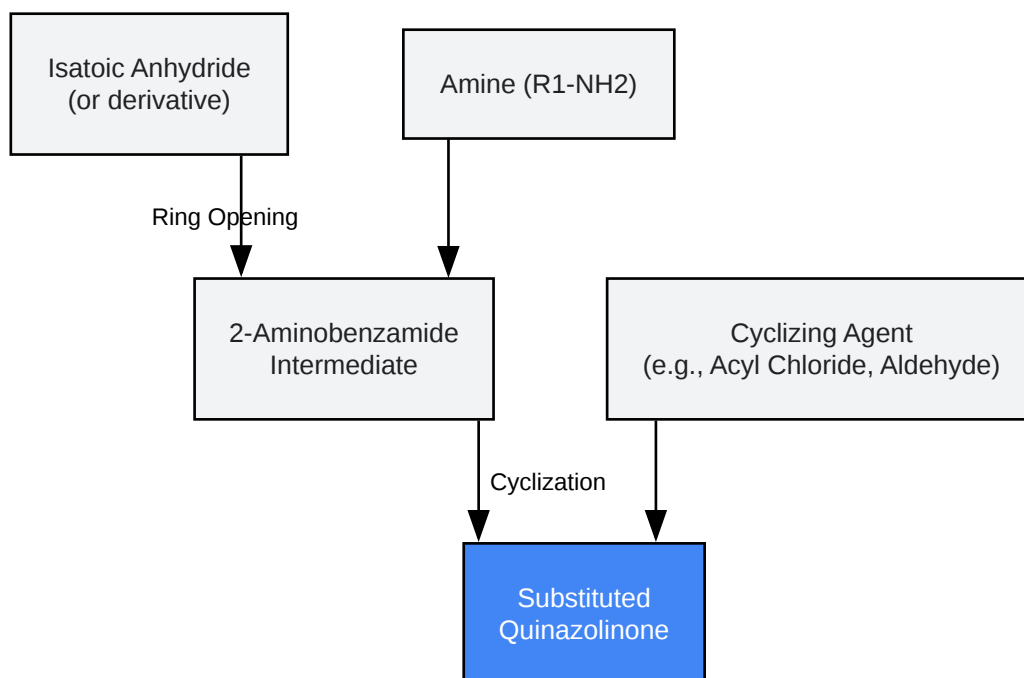 Isatoic Anhydride
(or derivative)
Amine (R1-NH2)
Ring Opening
2-Aminobenzamide
Intermediate
Cyclizing Agent
(e.g., Acyl Chloride, Aldehyde)
Cyclization
Substituted
Quinazolinone